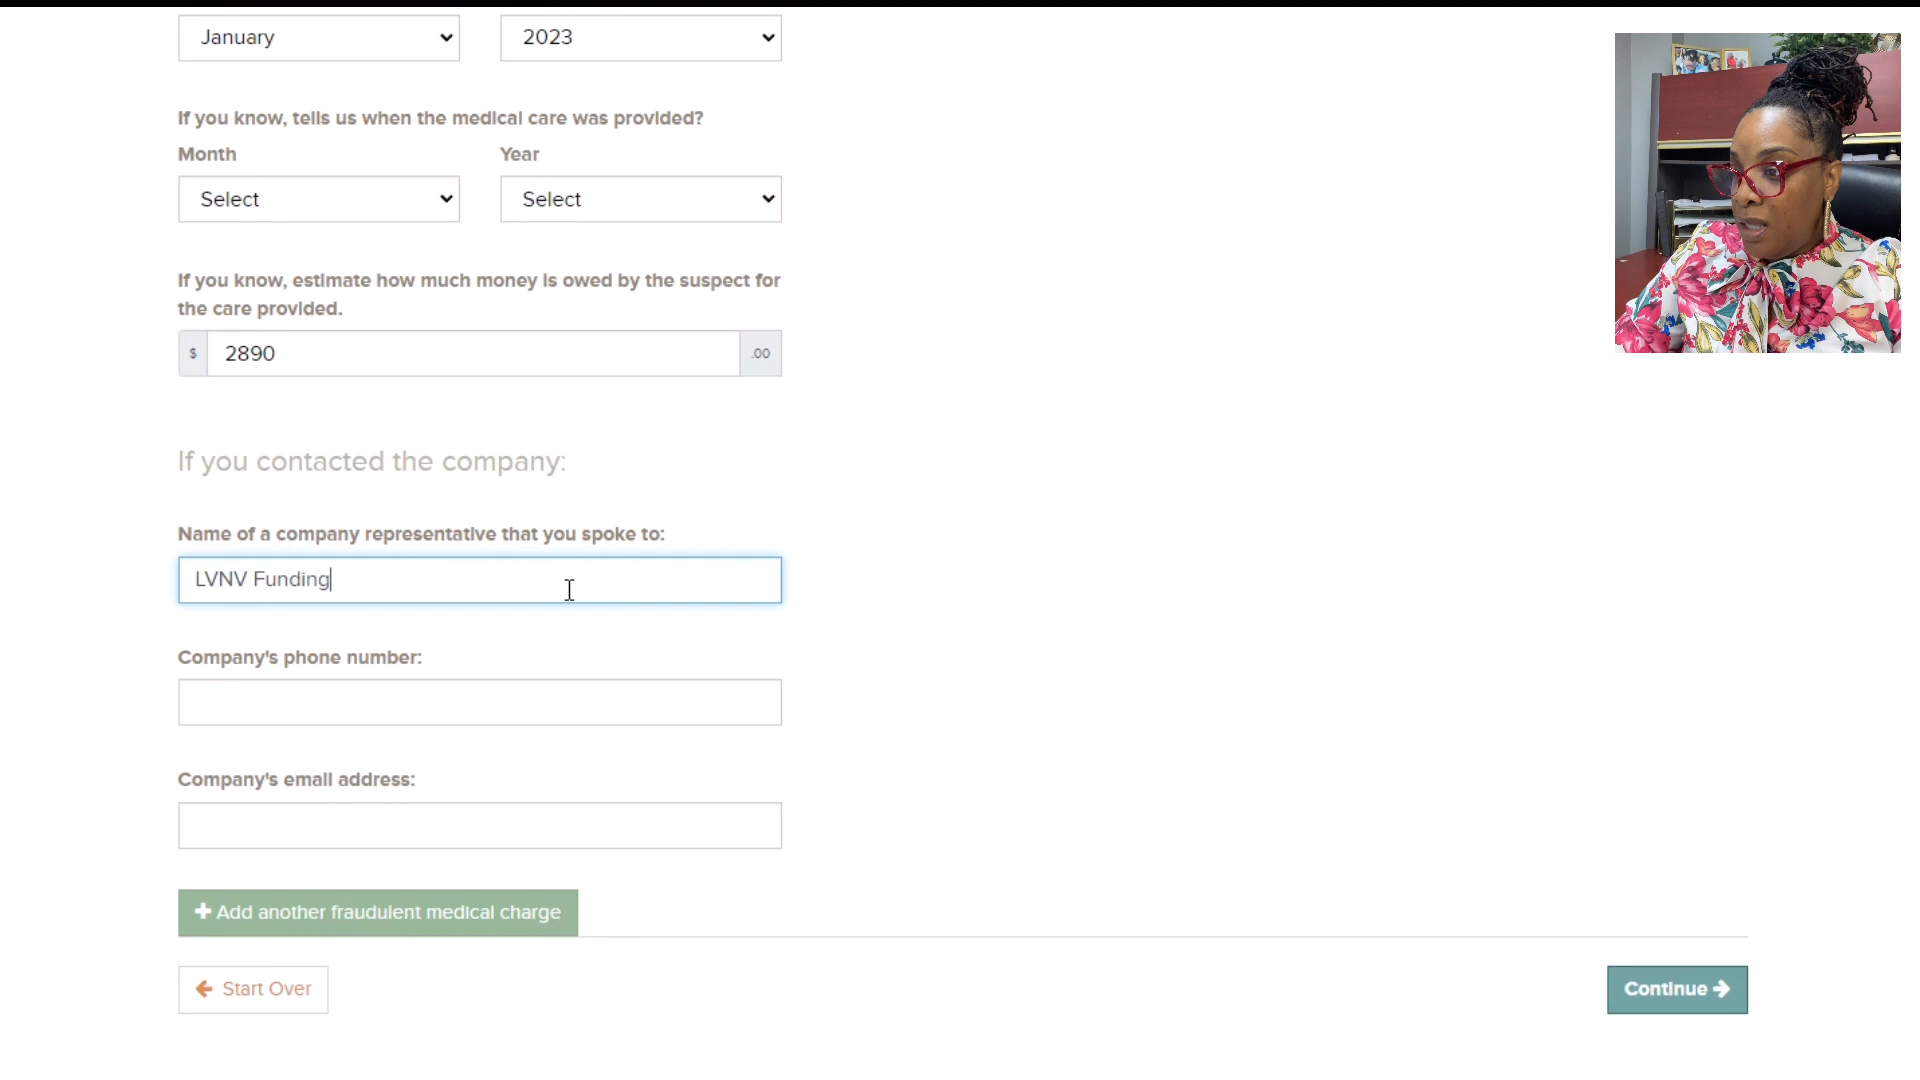 January 2023
If you know, tells us when the medical care was provided?
Month Year
Select Select
If you know, estimate how much money is owed by the suspect for
the care provided.
$ 2890 .00
If you contacted the company:
Name of a company representative that you spoke to:
LVNV Funding
Company's phone number:
Company's email address:
Add another fraudulent medical charge
Start Over
Continue